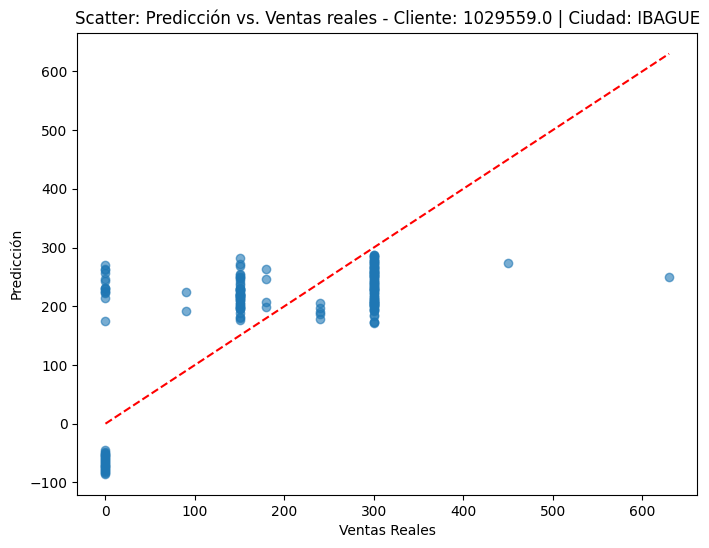 Scatter: Predicción vs. Ventas reales - Cliente: 1029559.0 | Ciudad: IBAGUE
600
500
400
300
200
100
0
−100
Predicción
0 100 200 300 400 500 600
Ventas Reales